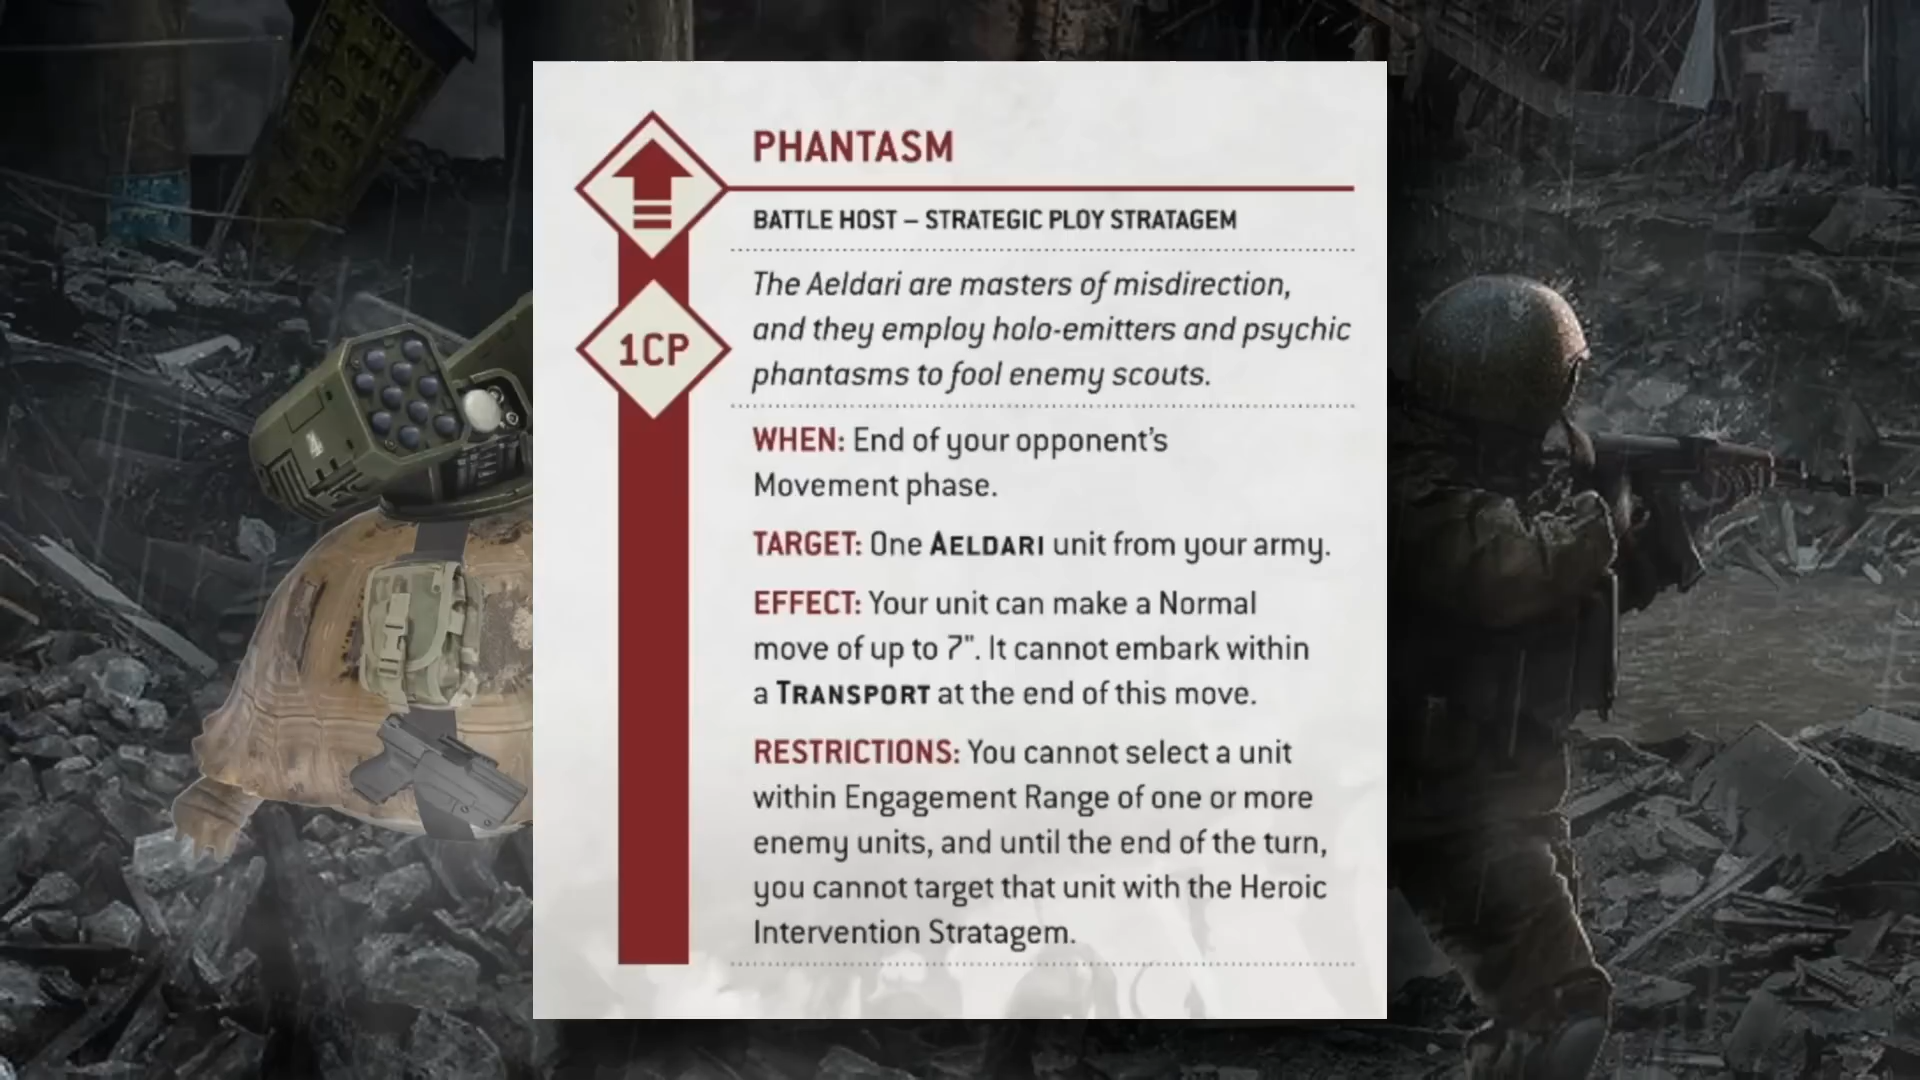 PHANTASM
BATTLE HOST – STRATEGIC PLOY STRATAGEM
The Aeldari are masters of misdirection,
and they employ holo-emitters and psychic
phantasms to fool enemy scouts.
1CP
WHEN: End of your opponent's
Movement phase.
TARGET: One AELDARI unit from your army.
EFFECT: Your unit can make a Normal
move of up to 7". It cannot embark within
a TRANSPORT at the end of this move.
RESTRICTIONS: You cannot select a unit
within Engagement Range of one or more
enemy units, and until the end of the turn,
you cannot target that unit with the Heroic
Intervention Stratagem.